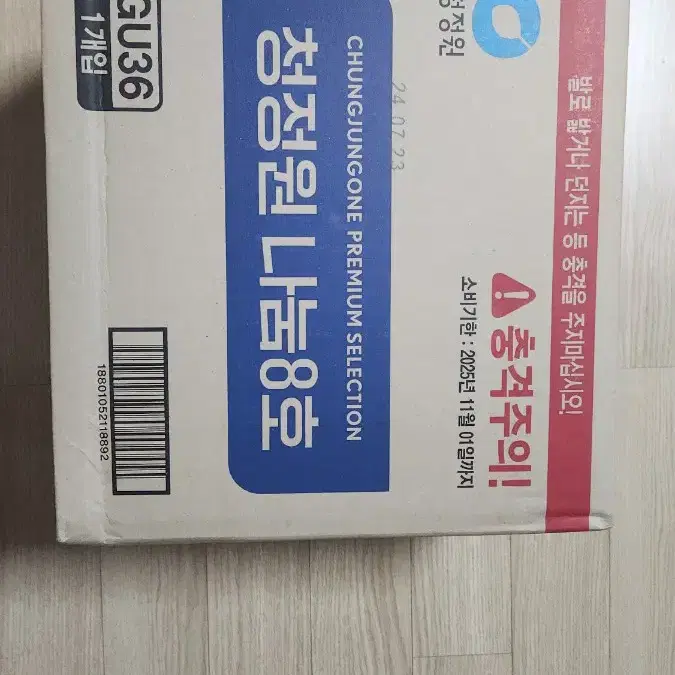 발로 밟거나 던지는 등 충격을 주지마십시오!
청정원
충격주의!
소비기한 : 2025년 11월 01일까지
24 07 23
CHUNGJUNGONE PREMIUM SELECTION
청정원 나눔8호
GU36
1개입
18801052118892